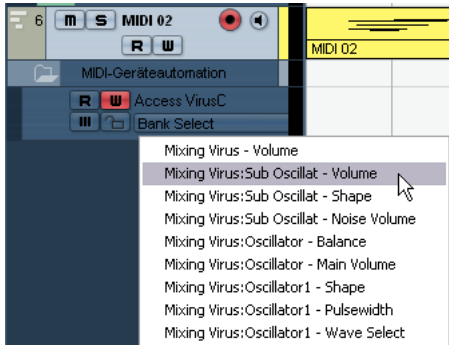 6 m S MIDI 02
R W
MIDI 02
MIDI-Geräteautomation
R W Access VirusC
Bank Select
Mixing Virus - Volume
Mixing Virus:Sub Oscillat - Volume
Mixing Virus:Sub Oscillat - Shape
Mixing Virus:Sub Oscillat - Noise Volume
Mixing Virus:Oscillator - Balance
Mixing Virus:Oscillator - Main Volume
Mixing Virus:Oscillator1 - Shape
Mixing Virus:Oscillator1 - Pulsewidth
Mixing Virus:Oscillator1 - Wave Select